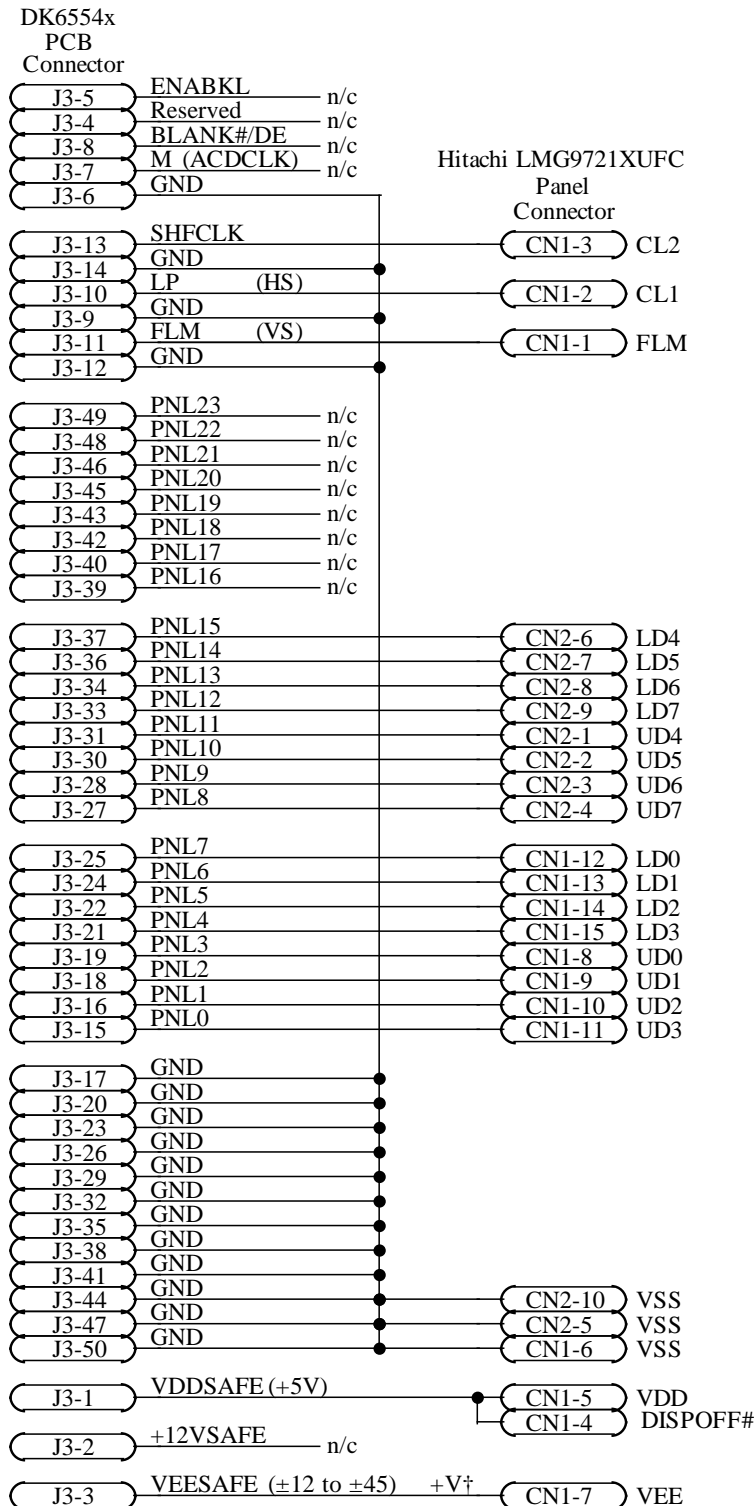 DK6554x
PCB
Connector
J3-5 ENABKL n/c
J3-4 Reserved n/c
J3-8 BLANK#/DE n/c
J3-7 M (ACDCLK) n/c
J3-6 GND
Hitachi LMG9721XUFC
Panel
Connector
J3-13 SHFCLK CN1-3 CL2
J3-14 GND
J3-10 LP (HS) CN1-2 CL1
J3-9 GND
J3-11 FLM (VS) CN1-1 FLM
J3-12 GND
J3-49 PNL23 n/c
J3-48 PNL22 n/c
J3-46 PNL21 n/c
J3-45 PNL20 n/c
J3-43 PNL19 n/c
J3-42 PNL18 n/c
J3-40 PNL17 n/c
J3-39 PNL16 n/c
J3-37 PNL15 CN2-6 LD4
J3-36 PNL14 CN2-7 LD5
J3-34 PNL13 CN2-8 LD6
J3-33 PNL12 CN2-9 LD7
J3-31 PNL11 CN2-1 UD4
J3-30 PNL10 CN2-2 UD5
J3-28 PNL9 CN2-3 UD6
J3-27 PNL8 CN2-4 UD7
J3-25 PNL7 CN1-12 LD0
J3-24 PNL6 CN1-13 LD1
J3-22 PNL5 CN1-14 LD2
J3-21 PNL4 CN1-15 LD3
J3-19 PNL3 CN1-8 UD0
J3-18 PNL2 CN1-9 UD1
J3-16 PNL1 CN1-10 UD2
J3-15 PNL0 CN1-11 UD3
J3-17 GND
J3-20 GND
J3-23 GND
J3-26 GND
J3-29 GND
J3-32 GND
J3-35 GND
J3-38 GND
J3-41 GND
J3-44 GND CN2-10 VSS
J3-47 GND CN2-5 VSS
J3-50 GND CN1-6 VSS
J3-1 VDDSAFE (+5V) CN1-5 VDD
CN1-4 DISPOFF#
J3-2 +12VSAFE n/c
J3-3 VEESAFE (±12 to ±45) +V† CN1-7 VEE